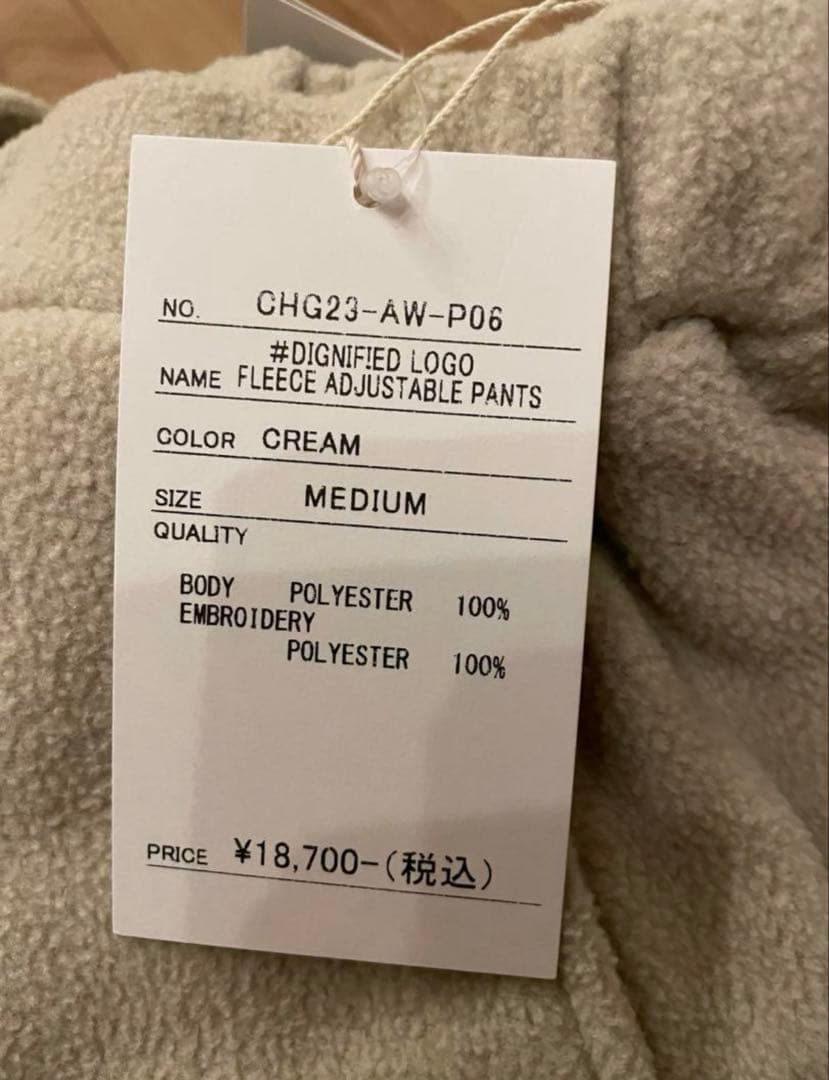 NO. CHG23-AW-P06
#DIGNIFIED LOGO
NAME FLEECE ADJUSTABLE PANTS
COLOR CREAM
SIZE MEDIUM
QUALITY
BODY POLYESTER 100%
EMBROIDERY
POLYESTER 100%
PRICE ¥18,700-(税込)